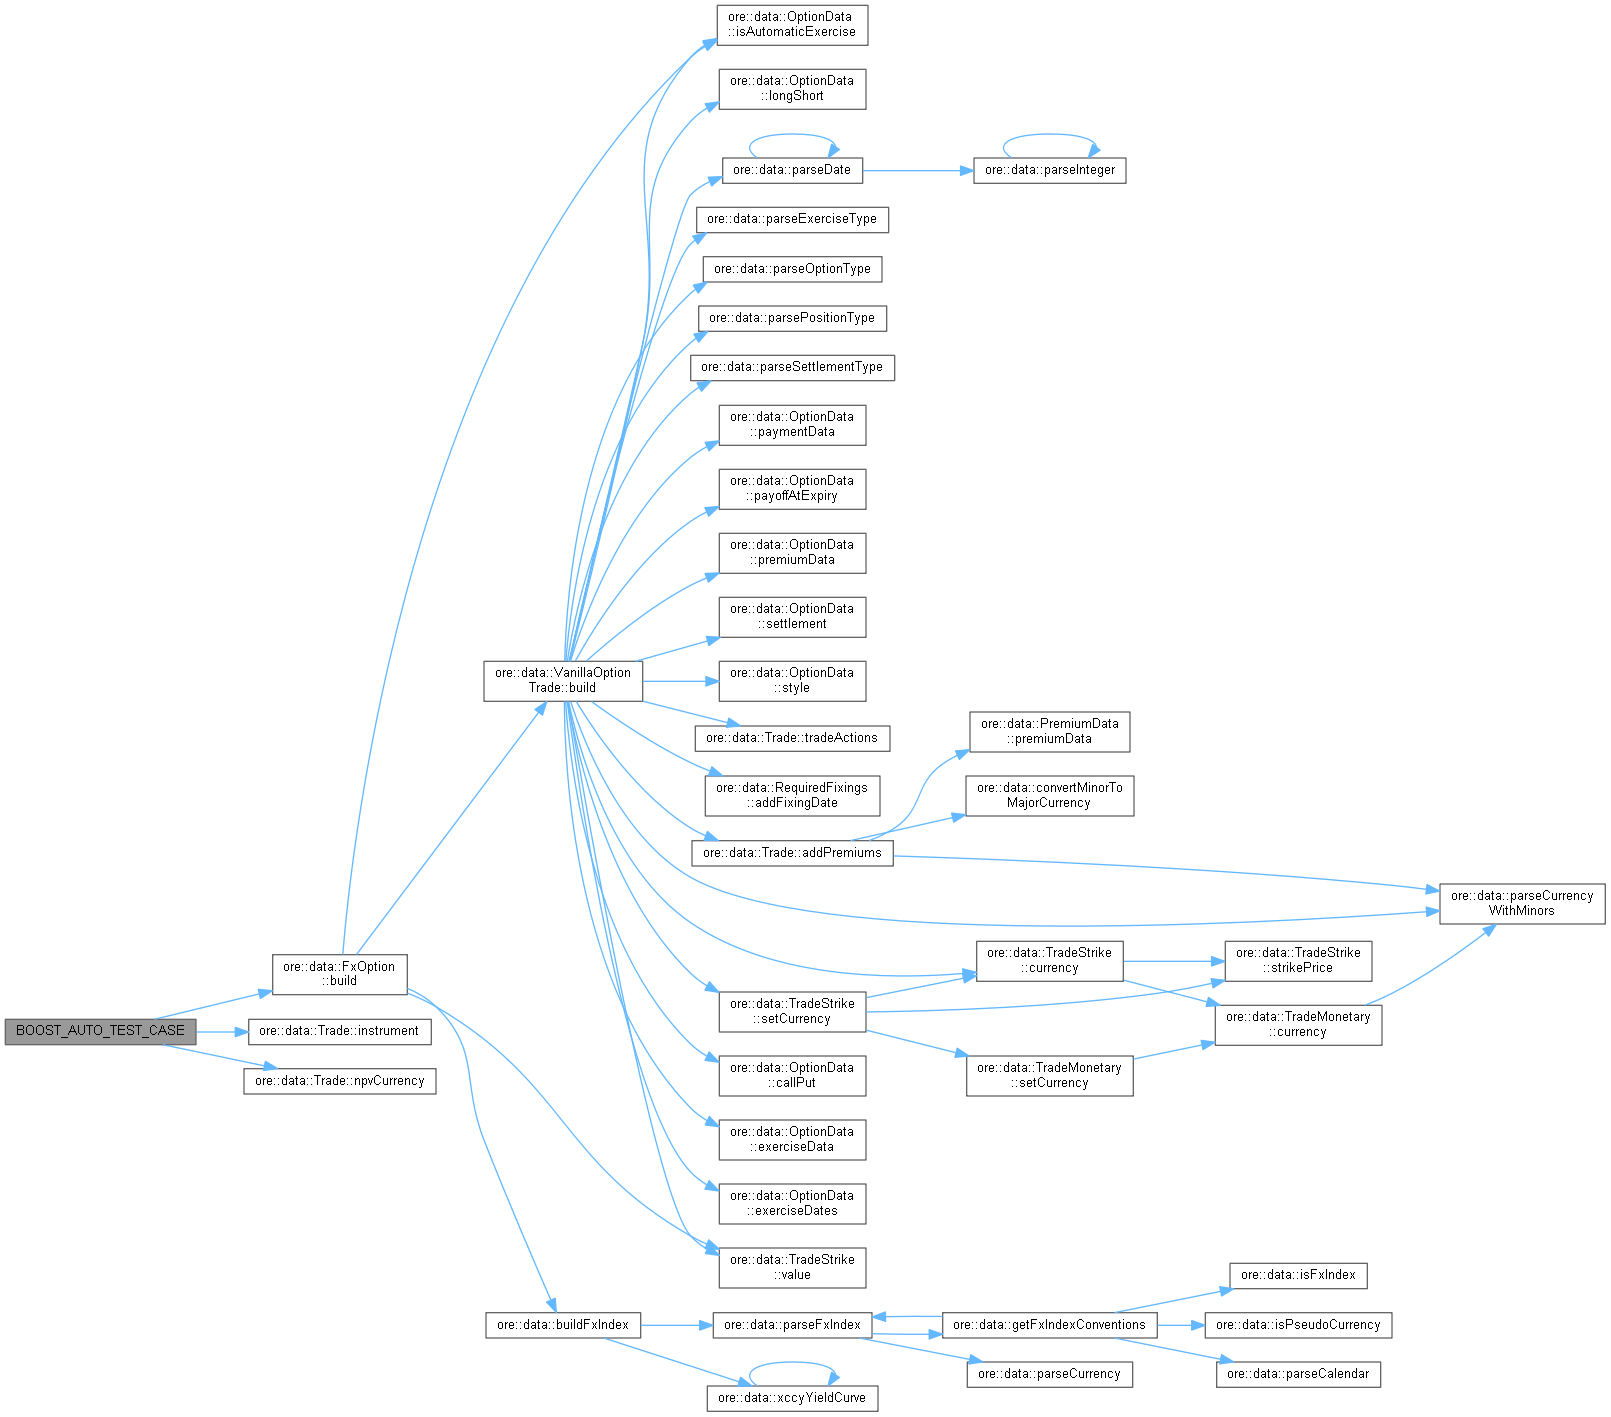 ore::data::OptionData
::isAutomaticExercise
ore::data::OptionData
::longShort
ore::data::parseDate
ore::data::parseInteger
ore::data::parseExerciseType
ore::data::parseOptionType
ore::data::parsePositionType
ore::data::parseSettlementType
ore::data::OptionData
::paymentData
ore::data::OptionData
::payoffAtExpiry
ore::data::OptionData
::premiumData
ore::data::OptionData
::settlement
ore::data::VanillaOption
Trade::build
ore::data::OptionData
::style
ore::data::Trade::tradeActions
ore::data::PremiumData
::premiumData
ore::data::RequiredFixings
::addFixingDate
ore::data::convertMinorTo
MajorCurrency
ore::data::Trade::addPremiums
ore::data::parseCurrency
WithMinors
ore::data::FxOption
::build
ore::data::TradeStrike
::currency
ore::data::TradeStrike
::strikePrice
BOOST_AUTO_TEST_CASE
ore::data::Trade::instrument
ore::data::TradeStrike
::setCurrency
ore::data::TradeMonetary
::currency
ore::data::Trade::npvCurrency
ore::data::OptionData
::callPut
ore::data::TradeMonetary
::setCurrency
ore::data::OptionData
::exerciseData
ore::data::OptionData
::exerciseDates
ore::data::TradeStrike
::value
ore::data::isFxIndex
ore::data::buildFxIndex
ore::data::parseFxIndex
ore::data::getFxIndexConventions
ore::data::isPseudoCurrency
ore::data::parseCurrency
ore::data::parseCalendar
ore::data::xccyYieldCurve